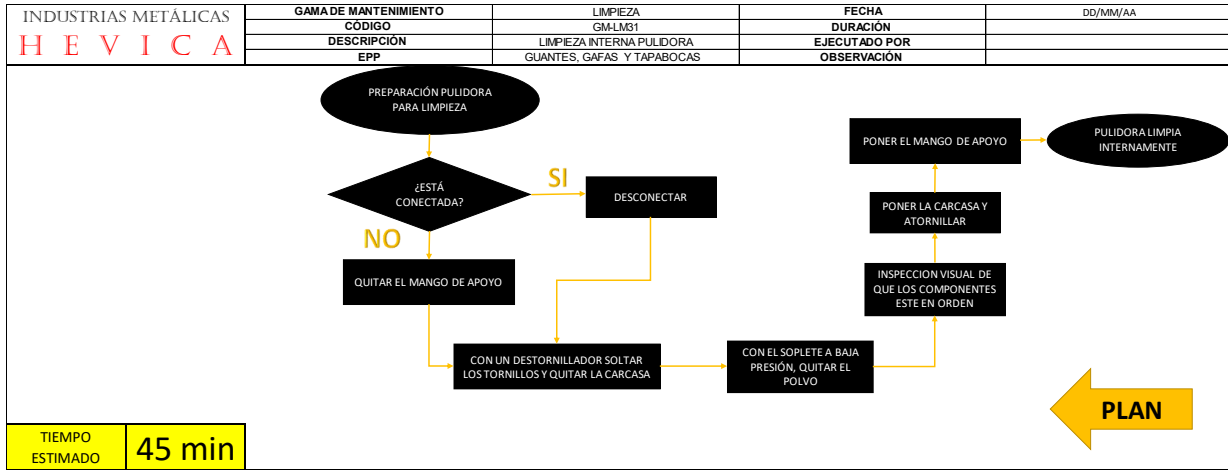 INDUSTRIAS METÁLICAS
H E V I C A
GAMA DE MANTENIMIENTO LIMPIEZA FECHA DD/MM/AA
CÓDIGO GM-LM31 DURACIÓN
DESCRIPCIÓN LIMPIEZA INTERNA PULIDORA EJECUTADO POR
EPP GUANTES, GAFAS Y TAPABOCAS OBSERVACIÓN
PREPARACIÓN PULIDORA
PARA LIMPIEZA
¿ESTÁ
CONECTADA?
SI
DESCONECTAR
NO
QUITAR EL MANGO DE APOYO
CON UN DESTORNILLADOR SOLTAR
LOS TORNILLOS Y QUITAR LA CARCASA
CON EL SOPLETE A BAJA
PRESIÓN, QUITAR EL
POLVO
INSPECCION VISUAL DE
QUE LOS COMPONENTES
ESTE EN ORDEN
PONER LA CARCASA Y
ATORNILLAR
PONER EL MANGO DE APOYO
PULIDORA LIMPIA
INTERNAMENTE
PLAN
TIEMPO
ESTIMADO
45 min